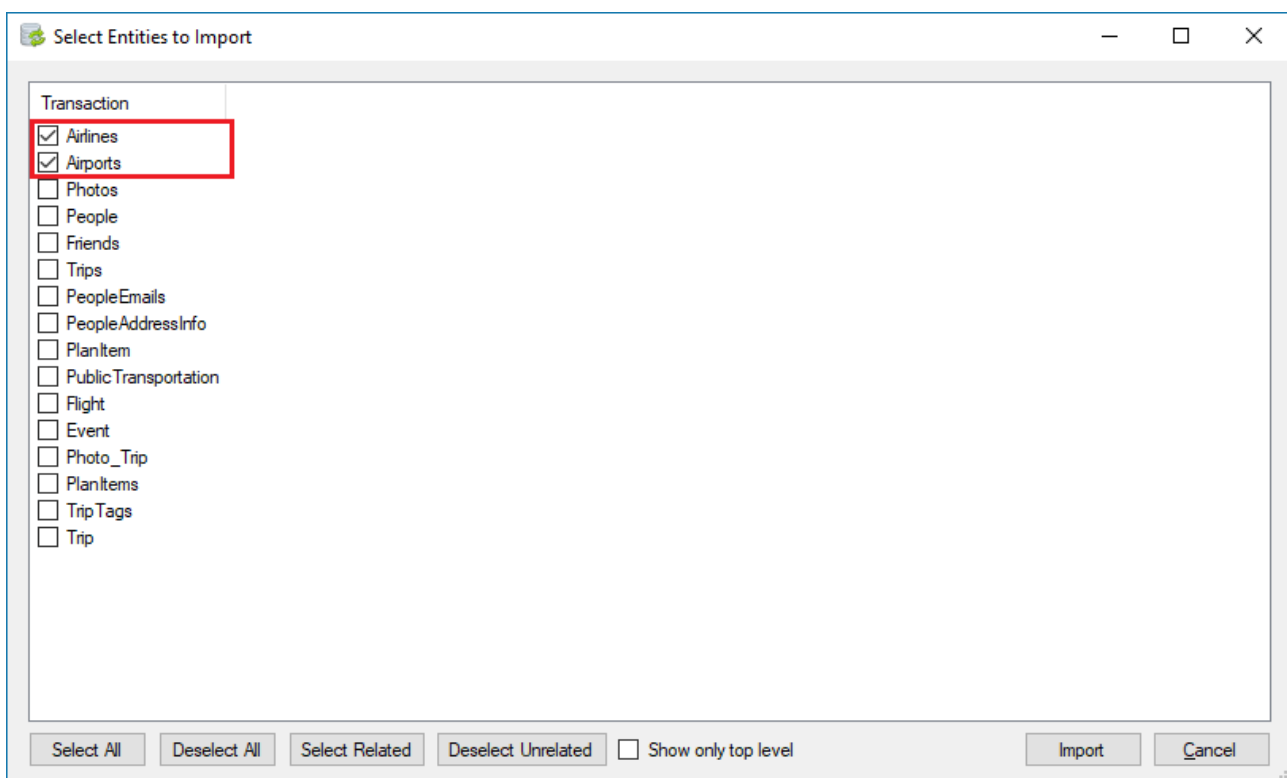 Select Entities to Import
Transaction
Airlines
Airports
Photos
People
Friends
Trips
PeopleEmails
PeopleAddressInfo
PlanItem
PublicTransportation
Flight
Event
Photo_Trip
PlanItems
TripTags
Trip
Select All Deselect All Select Related Deselect Unrelated Show only top level Import Cancel